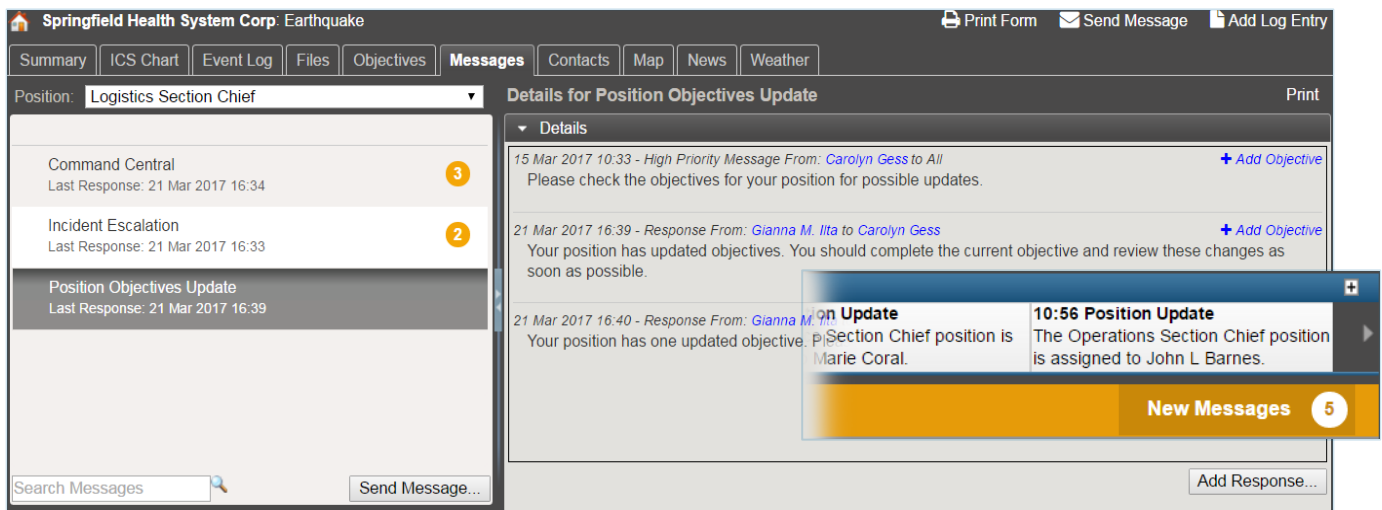 Springfield Health System Corp: Earthquake
Print Form Send Message Add Log Entry
Summary ICS Chart Event Log Files Objectives Messages Contacts Map News Weather
Position: Logistics Section Chief
Command Central
Last Response: 21 Mar 2017 16:34
3
Incident Escalation
Last Response: 21 Mar 2017 16:33
2
Position Objectives Update
Last Response: 21 Mar 2017 16:39
Search Messages
Send Message...
Details for Position Objectives Update
Print
Details
15 Mar 2017 10:33 - High Priority Message From: Carolyn Gess to All
+ Add Objective
Please check the objectives for your position for possible updates.
21 Mar 2017 16:39 - Response From: Gianna M. Ilta to Carolyn Gess
+ Add Objective
Your position has updated objectives. You should complete the current objective and review these changes as
soon as possible.
21 Mar 2017 16:40 - Response From: Gianna M. Ilta
Your position has one updated objective.
Update
Section Chief position is
Marie Coral.
10:56 Position Update
The Operations Section Chief position
is assigned to John L Barnes.
New Messages 5
Add Response...